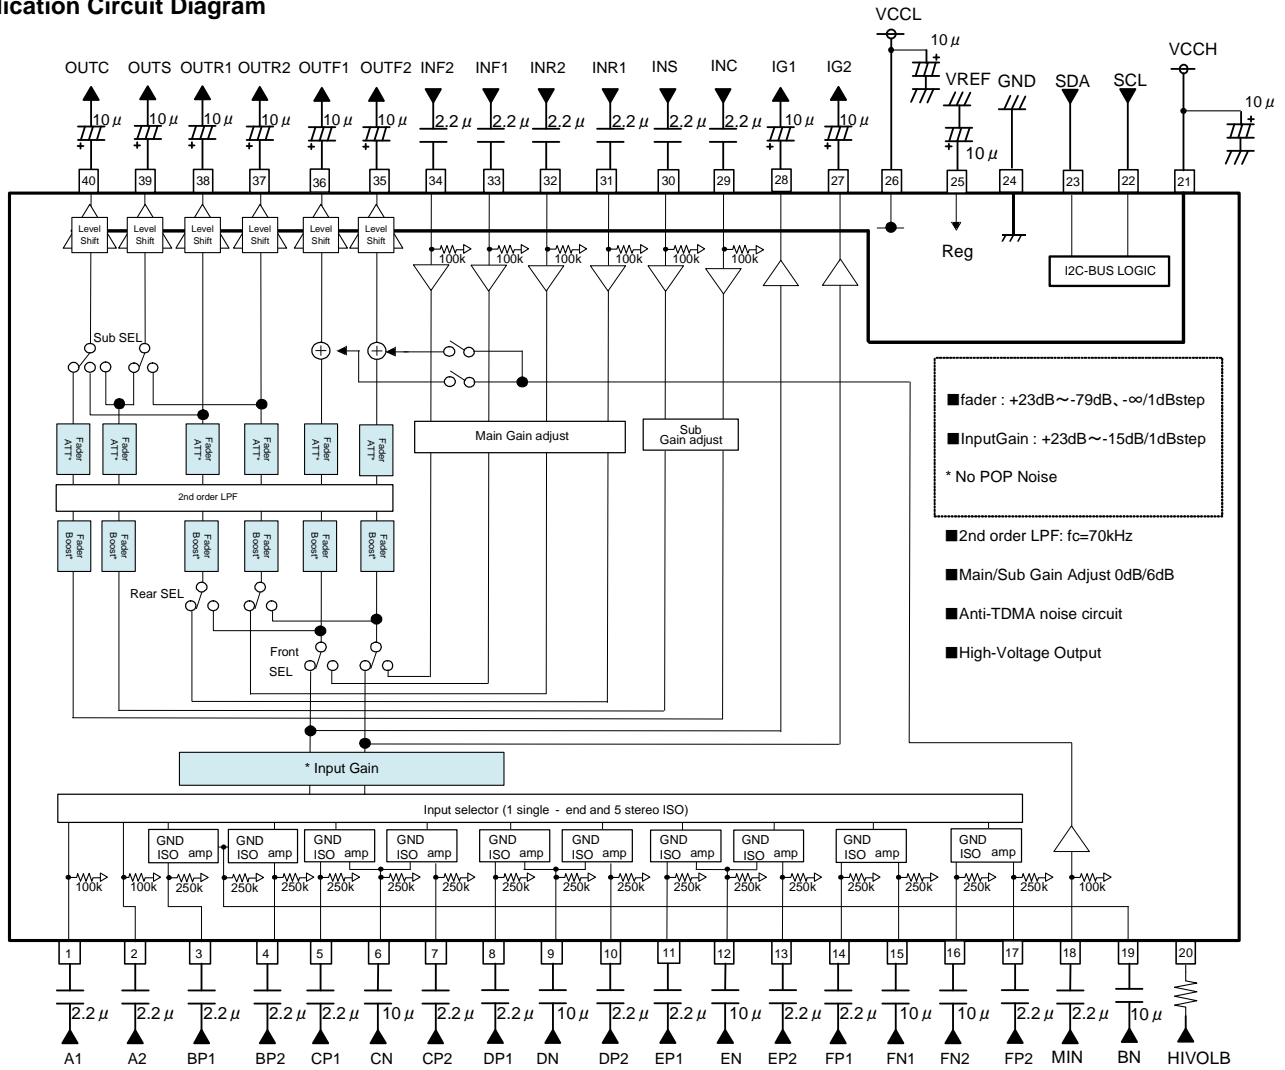 lication Circuit Diagram
VCCL
10μ
VCCH
OUTC OUTS OUTR1 OUTR2 OUTF1 OUTF2 INF2 INF1 INR2 INR1 INS INC IG1 IG2
VREF GND SDA SCL
10μ
10μ 10μ 10μ 10μ 10μ 10μ 2.2μ 2.2μ 2.2μ 2.2μ 2.2μ 2.2μ 10μ 10μ
10μ
+ + + + + + + + + + +
40 39 38 37 36 35 34 33 32 31 30 29 28 27 26 25 24 23 22 21
Level Shift Level Shift Level Shift Level Shift Level Shift Level Shift
100k 100k 100k 100k 100k 100k
Reg
I2C-BUS LOGIC
Sub SEL
■fader : +23dB～-79dB、-∞/1dBstep
■InputGain : +23dB～-15dB/1dBstep
* No POP Noise
Fader ATT* Fader ATT* Fader ATT* Fader ATT* Fader ATT* Fader ATT*
Main Gain adjust
Sub Gain adjust
2nd order LPF
Fader Boost* Fader Boost* Fader Boost* Fader Boost* Fader Boost* Fader Boost*
■2nd order LPF: fc=70kHz
■Main/Sub Gain Adjust 0dB/6dB
■Anti-TDMA noise circuit
■High-Voltage Output
Rear SEL
Front SEL
* Input Gain
Input selector (1 single - end and 5 stereo ISO)
GND ISO amp GND ISO amp GND ISO amp GND ISO amp GND ISO amp GND ISO amp GND ISO amp GND ISO amp GND ISO amp GND ISO amp
100k 100k 250k 250k 250k 250k 250k 250k 250k 250k 250k 250k 250k 250k 250k 250k 250k 250k 100k
1 2 3 4 5 6 7 8 9 10 11 12 13 14 15 16 17 18 19 20
2.2μ 2.2μ 2.2μ 2.2μ 2.2μ 10μ 2.2μ 2.2μ 10μ 2.2μ 2.2μ 10μ 2.2μ 2.2μ 10μ 10μ 2.2μ 2.2μ 10μ
A1 A2 BP1 BP2 CP1 CN CP2 DP1 DN DP2 EP1 EN EP2 FP1 FN1 FN2 FP2 MIN BN HIVOLB